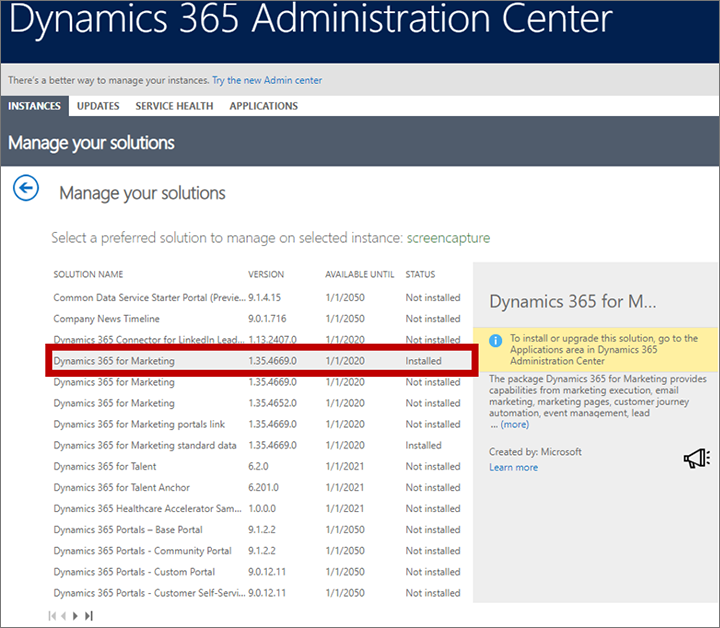 Dynamics 365 Administration Center
There's a better way to manage your instances. Try the new Admin center
INSTANCES UPDATES SERVICE HEALTH APPLICATIONS
Manage your solutions
Manage your solutions
Select a preferred solution to manage on selected instance: screencapture
SOLUTION NAME VERSION AVAILABLE UNTIL STATUS
Common Data Service Starter Portal (Previe... 9.1.4.15 1/1/2050 Not installed
Company News Timeline 9.0.1.716 1/1/2050 Not installed
Dynamics 365 Connector for LinkedIn Lead... 1.13.2407.0 1/1/2020 Not installed
Dynamics 365 for Marketing 1.35.4669.0 1/1/2020 Installed
Dynamics 365 for Marketing 1.35.4669.0 1/1/2020 Not installed
Dynamics 365 for Marketing 1.35.4652.0 1/1/2020 Not installed
Dynamics 365 for Marketing portals link 1.35.4669.0 1/1/2020 Not installed
Dynamics 365 for Marketing standard data 1.35.4669.0 1/1/2020 Installed
Dynamics 365 for Talent 6.2.0 1/1/2021 Not installed
Dynamics 365 for Talent Anchor 6.201.0 1/1/2021 Not installed
Dynamics 365 Healthcare Accelerator Sam... 1.0.0.0 1/1/2021 Not installed
Dynamics 365 Portals – Base Portal 9.1.2.2 1/1/2050 Not installed
Dynamics 365 Portals - Community Portal 9.1.2.2 1/1/2050 Not installed
Dynamics 365 Portals - Custom Portal 9.0.12.11 1/1/2050 Not installed
Dynamics 365 Portals - Customer Self-Servi... 9.0.12.11 1/1/2050 Not installed
Dynamics 365 for M...
To install or upgrade this solution, go to the
Applications area in Dynamics 365
Administration Center
The package Dynamics 365 for Marketing provides
capabilities from marketing execution, email
marketing, marketing pages, customer journey
automation, event management, lead
... (more)
Created by: Microsoft
Learn more